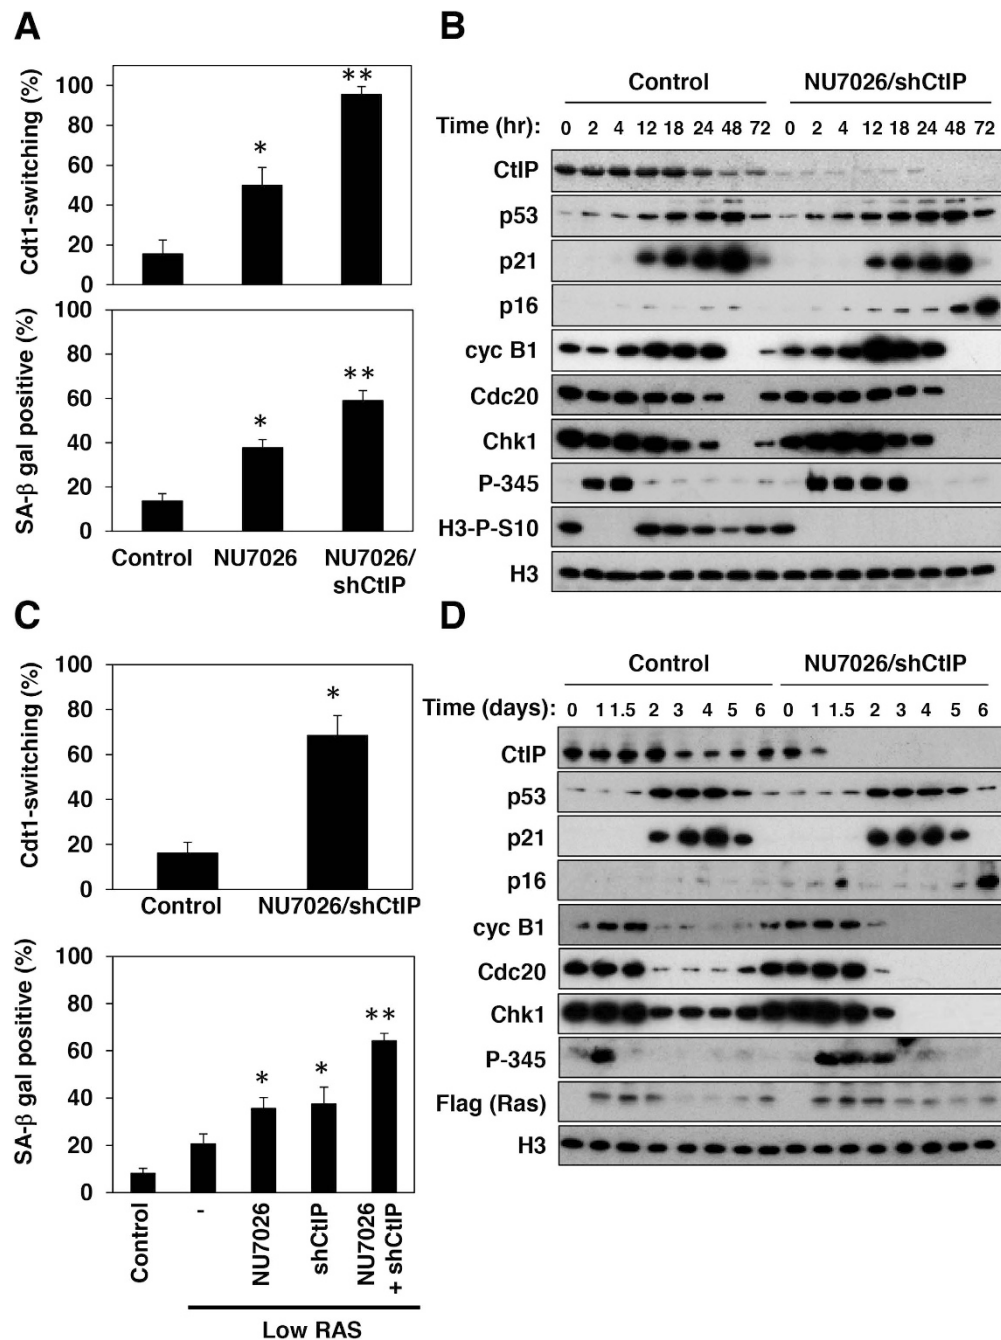 A
Cdt1-switching (%)
100
80
60
40
20
0
*
**
SA-β gal positive (%)
100
80
60
40
20
0
*
**
Control
NU7026
NU7026/
shCtIP
B
Control
NU7026/shCtIP
Time (hr): 0 2 4 12 18 24 48 72 0 2 4 12 18 24 48 72
CtIP
p53
p21
p16
cyc B1
Cdc20
Chk1
P-345
H3-P-S10
H3
C
Cdt1-switching (%)
100
80
60
40
20
0
*
Control
NU7026/shCtIP
SA-β gal positive (%)
100
80
60
40
20
0
*
*
**
Control
-
NU7026
shCtIP
NU7026
+ shCtIP
Low RAS
D
Control
NU7026/shCtIP
Time (days): 0 1 1.5 2 3 4 5 6 0 1 1.5 2 3 4 5 6
CtIP
p53
p21
p16
cyc B1
Cdc20
Chk1
P-345
Flag (Ras)
H3